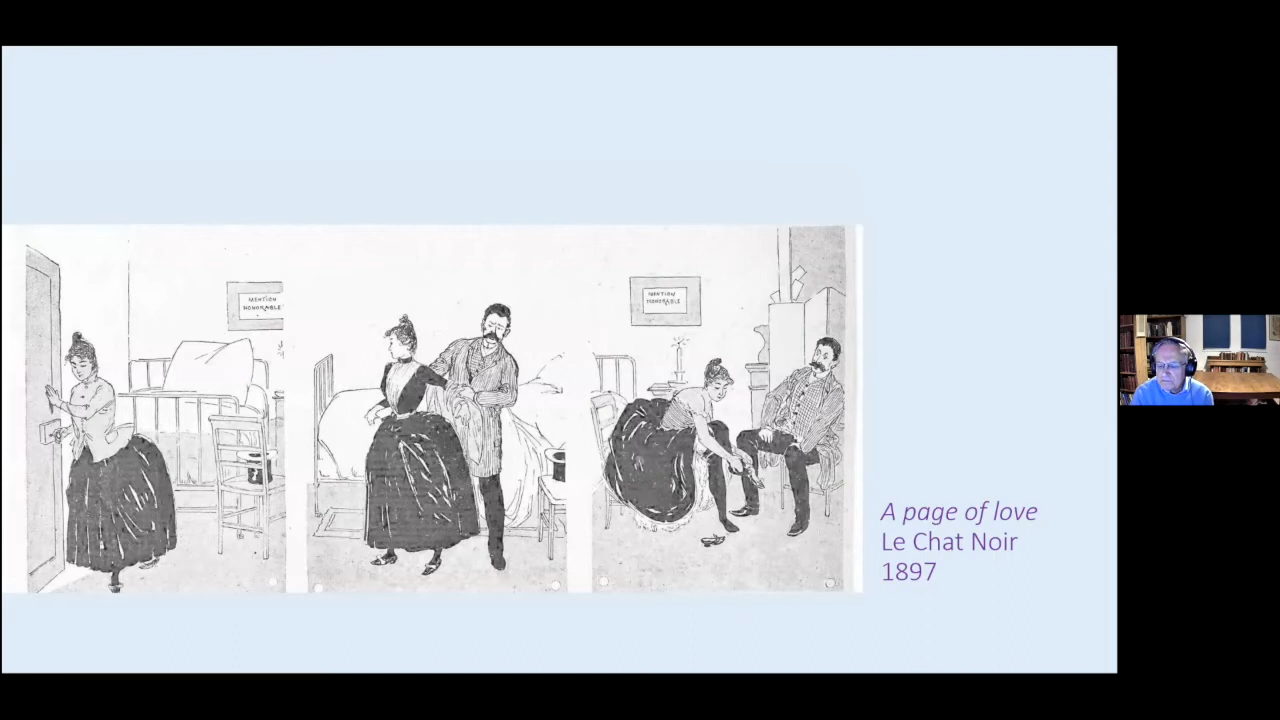 MENTION
HONORABLE
MENTION
HONORABLE
A page of love
Le Chat Noir
1897